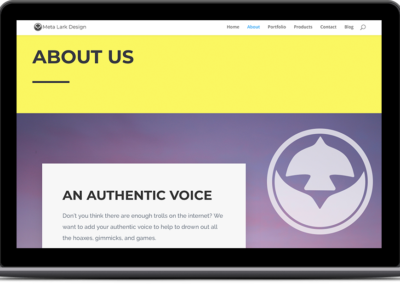 Meta Lark Design
Home About Portfolio Products Contact Blog
ABOUT US
AN AUTHENTIC VOICE
Don't you think there are enough trolls on the internet? We
want to add your authentic voice to help to drown out all
the hoaxes, gimmicks, and games.